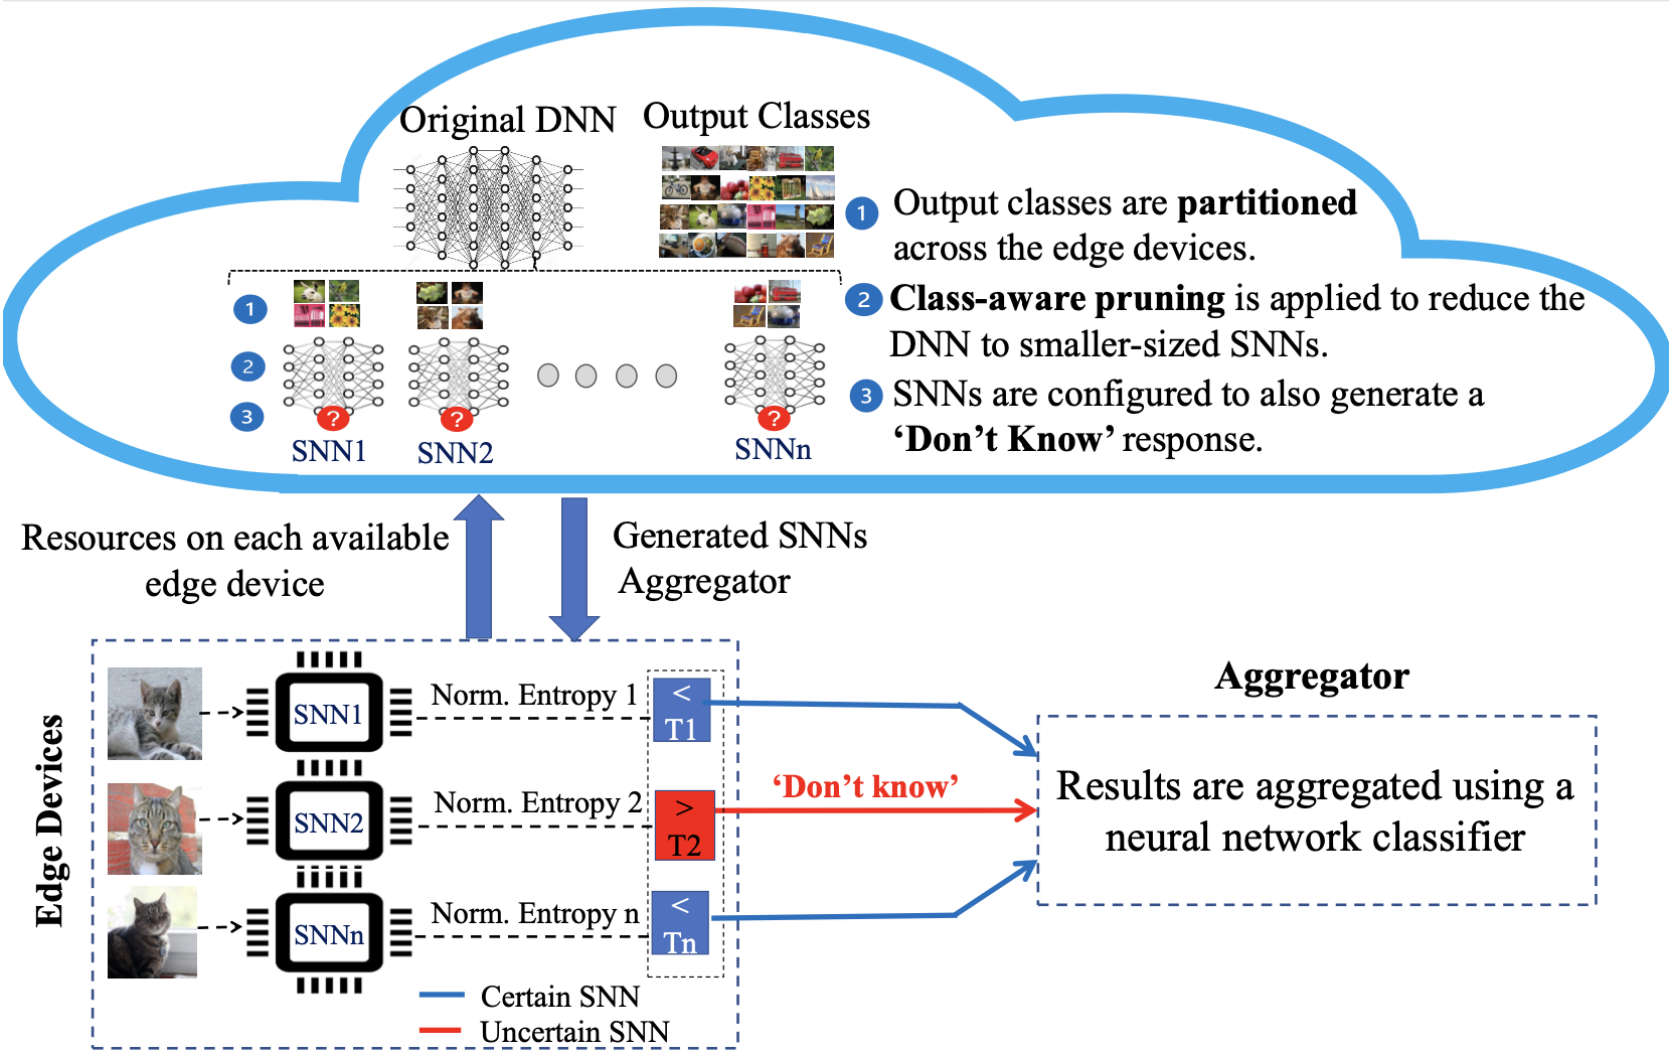 Original DNN
Output Classes
1 Output classes are partitioned
across the edge devices.
2 Class-aware pruning is applied to reduce the
DNN to smaller-sized SNNs.
3 SNNs are configured to also generate a
‘Don’t Know’ response.
1
2
3
? ? ?
SNN1 SNN2 SNNn
Resources on each available
edge device
Generated SNNs
Aggregator
Edge Devices
SNN1
Norm. Entropy 1
<
T1
SNN2
Norm. Entropy 2
>
T2
‘Don’t know’
SNNn
Norm. Entropy n
<
Tn
Certain SNN
Uncertain SNN
Aggregator
Results are aggregated using a
neural network classifier